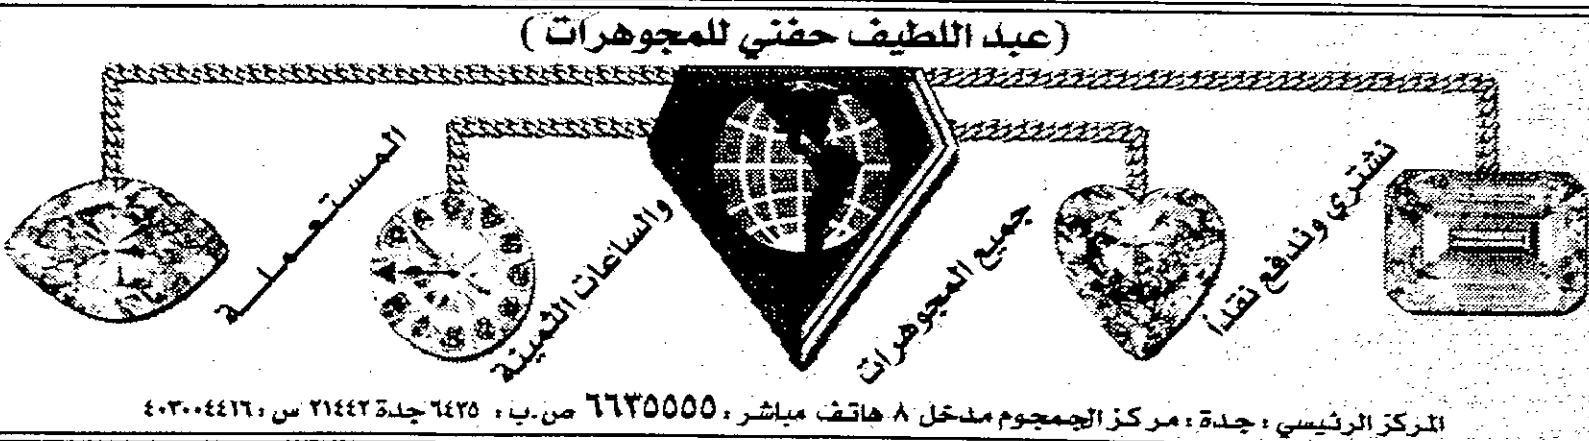 (عبد اللطيف حفني للمجوهرات)
نشتري وندفع نقداً
جميع المجوهرات
والساعات الثمينة
المستعملة
المركز الرئيسي : جدة : مركز الجمجوم مدخل ٨ هاتف مباشر : ٦٦٣٥٥٥٥ ص.ب : ٦٤٣٥ جدة ٢١٤٤٢ س : ٤٠٣٠٠٤٤١٦